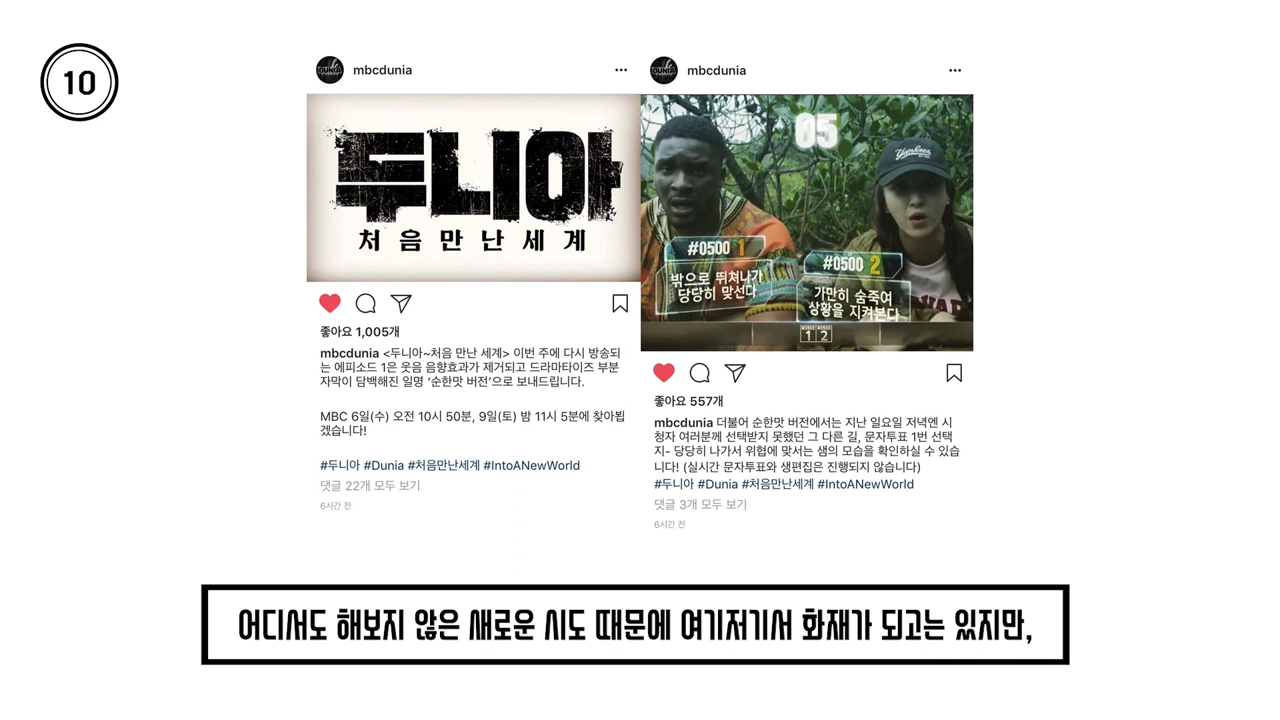 10
mbcdunia
두니아
처음만난세계
좋아요 1,005개
mbcdunia <두니아~처음 만난 세계> 이번 주에 다시 방송되
는 에피소드 1은 웃음 음향효과가 제거되고 드라마타이즈 부분
자막이 담백해진 일명 ‘순한맛 버전’으로 보내드립니다.
MBC 6일(수) 오전 10시 50분, 9일(토) 밤 11시 5분에 찾아뵙
겠습니다!
#두니아 #Dunia #처음만난세계 #IntoANewWorld
댓글 22개 모두 보기
6시간 전
mbcdunia
05
Yankees
#0500 1
밖으로 뛰쳐나가
당당히 맞선다
#0500 2
가만히 숨죽여
상황을 지켜본다
#0500 #0500
1 2
좋아요 557개
mbcdunia 더불어 순한맛 버전에서는 지난 일요일 저녁엔 시
청자 여러분께 선택받지 못했던 그 다른 길, 문자투표 1번 선택
지- 당당히 나가서 위협에 맞서는 샘의 모습을 확인하실 수 있습
니다! (실시간 문자투표와 생편집은 진행되지 않습니다)
#두니아 #Dunia #처음만난세계 #IntoANewWorld
댓글 3개 모두 보기
6시간 전
어디서도 해보지 않은 새로운 시도 때문에 여기저기서 화재가 되고는 있지만,